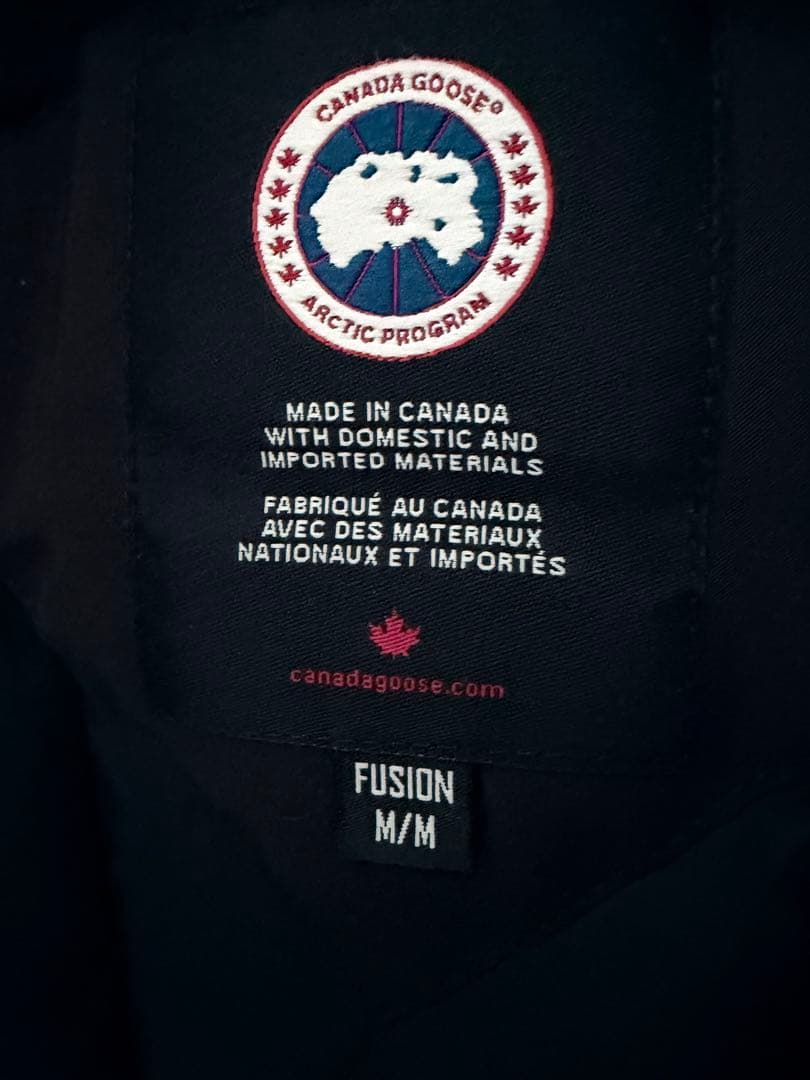 CANADA GOOSE®
ARCTIC PROGRAM
MADE IN CANADA
WITH DOMESTIC AND
IMPORTED MATERIALS
FABRIQUÉ AU CANADA
AVEC DES MATERIAUX
NATIONAUX ET IMPORTÉS
canadagoose.com
FUSION
M/M